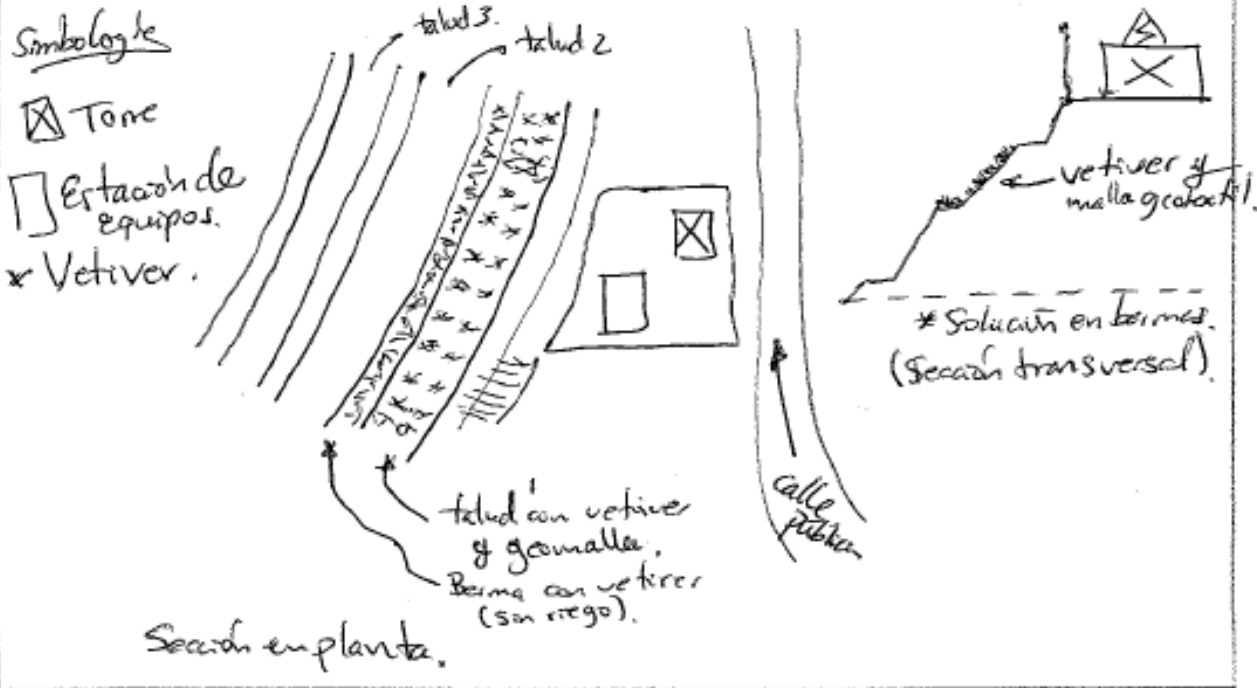 Simbología
talud 3.
talud 2
Torre
Estación de
equipos.
* Vetiver.
vetiver y
malla geotextil.
* Solución en bermas.
(Sección transversal).
calle
pública
talud 1 con vetiver
y geomalla.
Berma con vetiver
(sin riego).
Sección en planta.